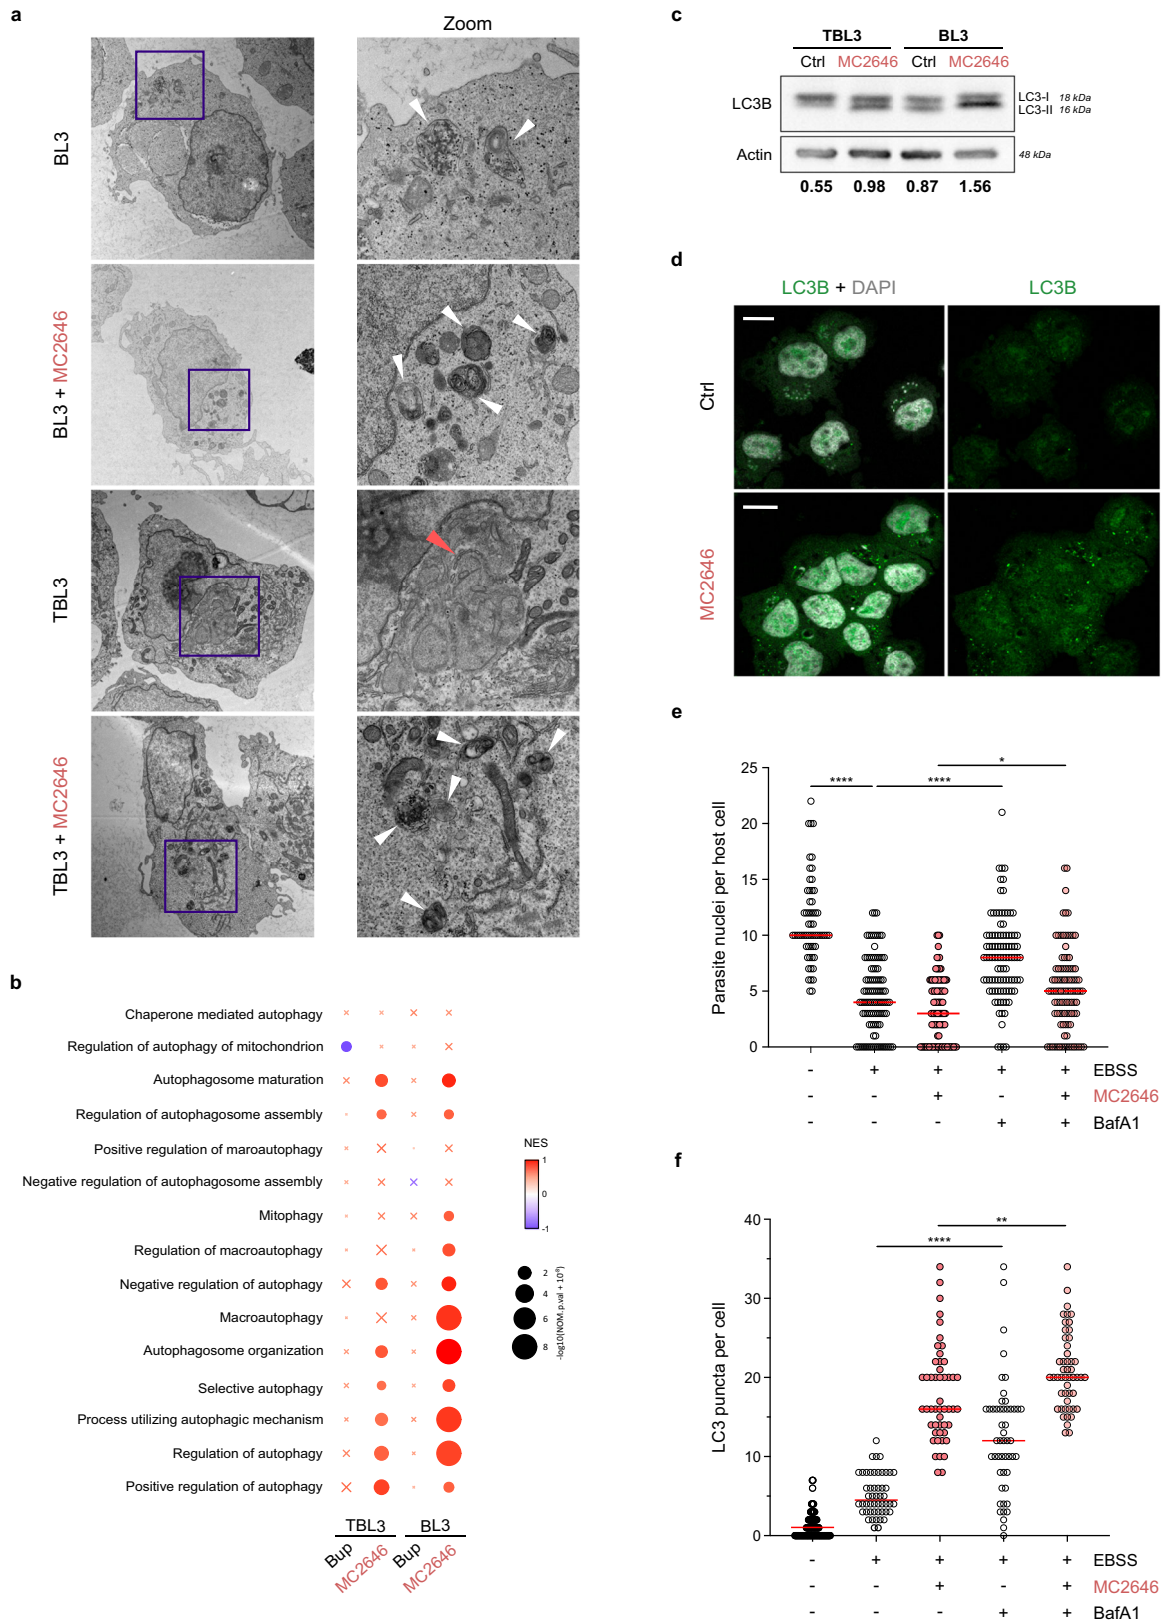 a
Zoom
BL3
BL3 + MC2646
TBL3
TBL3 + MC2646
b
Chaperone mediated autophagy
Regulation of autophagy of mitochondrion
Autophagosome maturation
Regulation of autophagosome assembly
Positive regulation of maroautophagy
Negative regulation of autophagosome assembly
Mitophagy
Regulation of macroautophagy
Negative regulation of autophagy
Macroautophagy
Autophagosome organization
Selective autophagy
Process utilizing autophagic mechanism
Regulation of autophagy
Positive regulation of autophagy
Bup MC2646 Bup MC2646
TBL3 BL3
NES
1
0
-1
2
4
6
8
-log10(NOM.p.val + 10⁻⁸)
c
TBL3 BL3
Ctrl MC2646 Ctrl MC2646
LC3B
LC3-I 18 kDa
LC3-II 16 kDa
Actin
48 kDa
0.55 0.98 0.87 1.56
d
LC3B + DAPI LC3B
Ctrl
MC2646
e
Parasite nuclei per host cell
25
20
15
10
5
0
**** **** *
- + + + + EBSS
- - + - + MC2646
- - - + + BafA1
f
LC3 puncta per cell
40
30
20
10
0
**** **
- + + + + EBSS
- - + - + MC2646
- - - + + BafA1